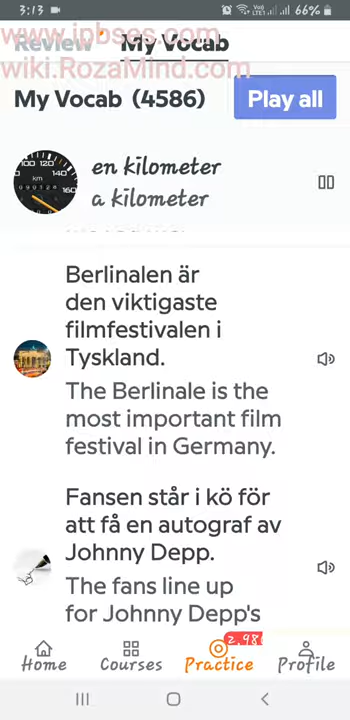 3:13
66%
www.ipbses.com
Review My Vocab
wiki.RozaMind.com
My Vocab (4586)
Play all
en kilometer
a kilometer
Berlinalen är
den viktigaste
filmfestivalen i
Tyskland.
The Berlinale is the
most important film
festival in Germany.
Fansen står i kö för
att få en autograf av
Johnny Depp.
The fans line up
for Johnny Depp's
Home
Courses
Practice
Profile